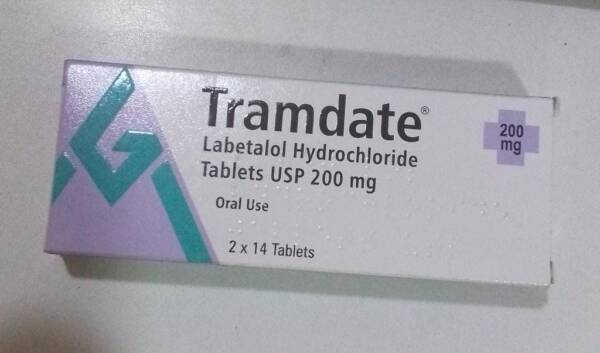 Tramdate®
Labetalol Hydrochloride
Tablets USP 200 mg
Oral Use
2 x 14 Tablets
200
mg